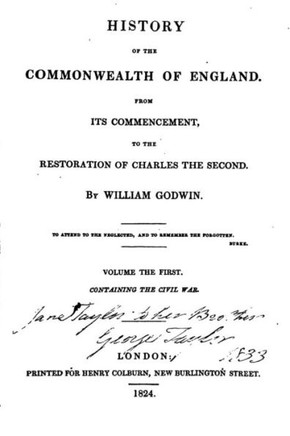 HISTORY
OF THE
COMMONWEALTH OF ENGLAND.
FROM
ITS COMMENCEMENT,
TO THE
RESTORATION OF CHARLES THE SECOND.
BY WILLIAM GODWIN.
TO ATTEND TO THE NEGLECTED, AND TO REMEMBER THE FORGOTTEN.
BURKE.
VOLUME THE FIRST.
CONTAINING THE CIVIL WAR.
Jane Taylor to her Brother
George Taylor
LONDON:
1833
PRINTED FOR HENRY COLBURN, NEW BURLINGTON STREET.
1824.